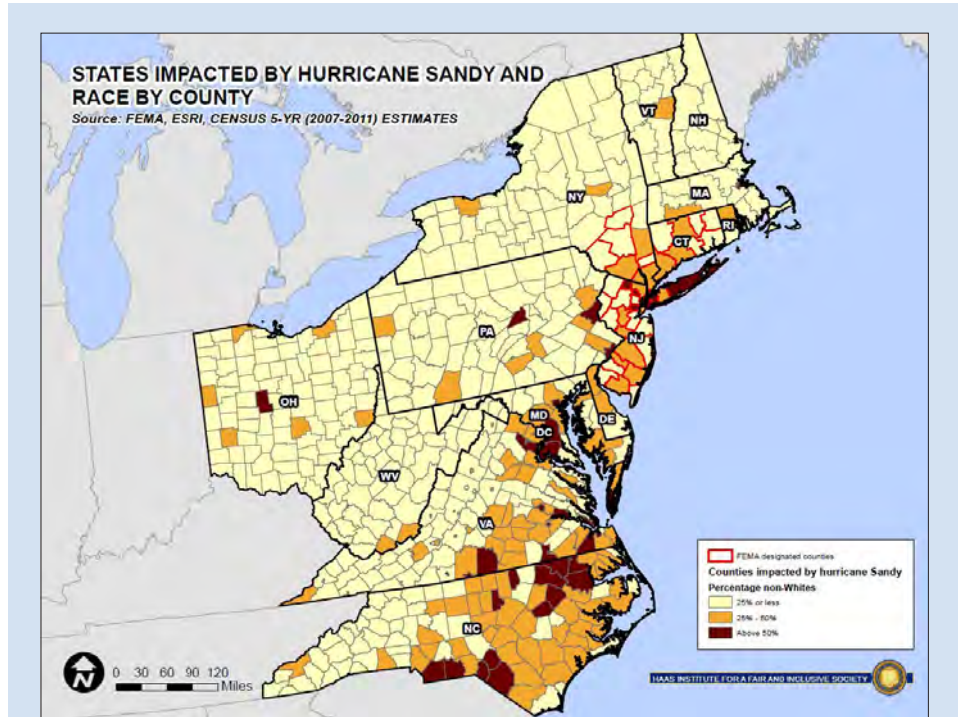 STATES IMPACTED BY HURRICANE SANDY AND
RACE BY COUNTY
Source: FEMA, ESRI, CENSUS 5-YR (2007-2011) ESTIMATES
VT
NH
NY
MA
CT
RI
PA
NJ
OH
MD
DE
DC
WV
VA
NC
FEMA designated counties
Counties impacted by hurricane Sandy
Percentage non-Whites
25% or less
25% - 50%
Above 50%
N
0 30 60 90 120
Miles
HAAS INSTITUTE FOR A FAIR AND INCLUSIVE SOCIETY